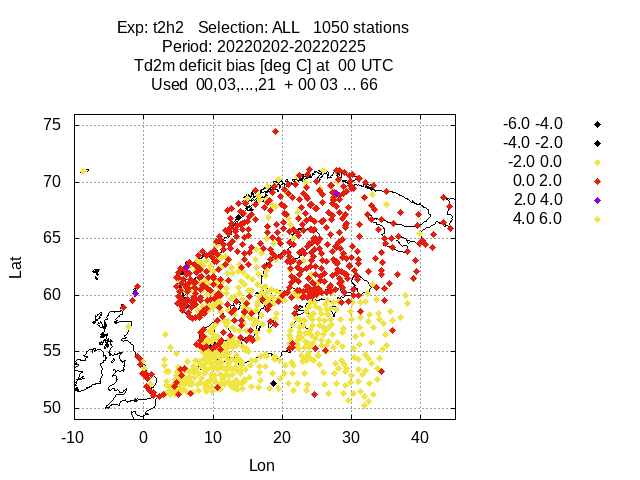 Exp: t2h2   Selection: ALL   1050 stations
Period: 20220202-20220225
Td2m deficit bias [deg C] at  00 UTC
Used  00,03,...,21  + 00 03 ... 66
-6.0 -4.0
-4.0 -2.0
-2.0 0.0
0.0 2.0
2.0 4.0
4.0 6.0
75
70
65
60
55
50
Lat
-10 0 10 20 30 40
Lon